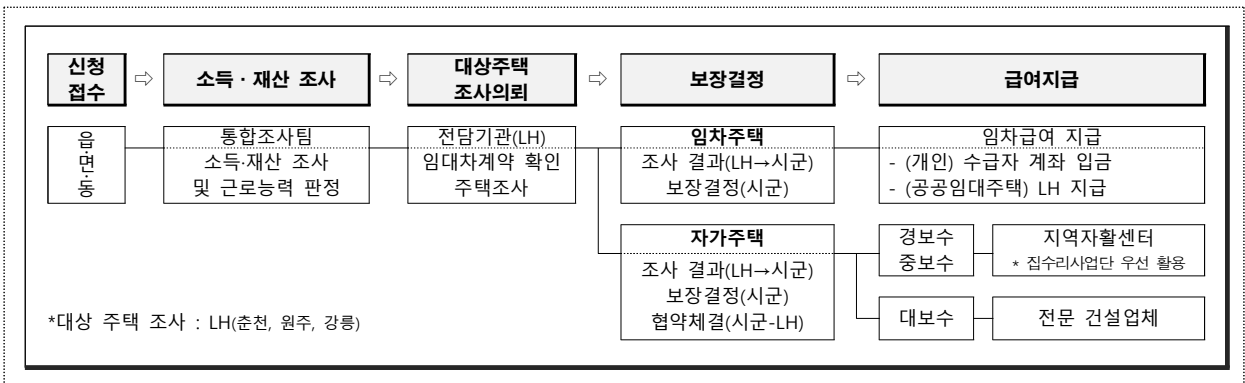 신청
접수
⇨
소득 · 재산 조사
⇨
대상주택
조사의뢰
⇨
보장결정
⇨
급여지급
읍·면·동
통합조사팀
소득·재산 조사
및 근로능력 판정
전담기관(LH)
임대차계약 확인
주택조사
임차주택
조사 결과(LH→시군)
보장결정(시군)
임차급여 지급
- (개인) 수급자 계좌 입금
- (공공임대주택) LH 지급
자가주택
조사 결과(LH→시군)
보장결정(시군)
협약체결(시군-LH)
경보수
중보수
지역자활센터
* 집수리사업단 우선 활용
대보수
전문 건설업체
*대상 주택 조사 : LH(춘천, 원주, 강릉)